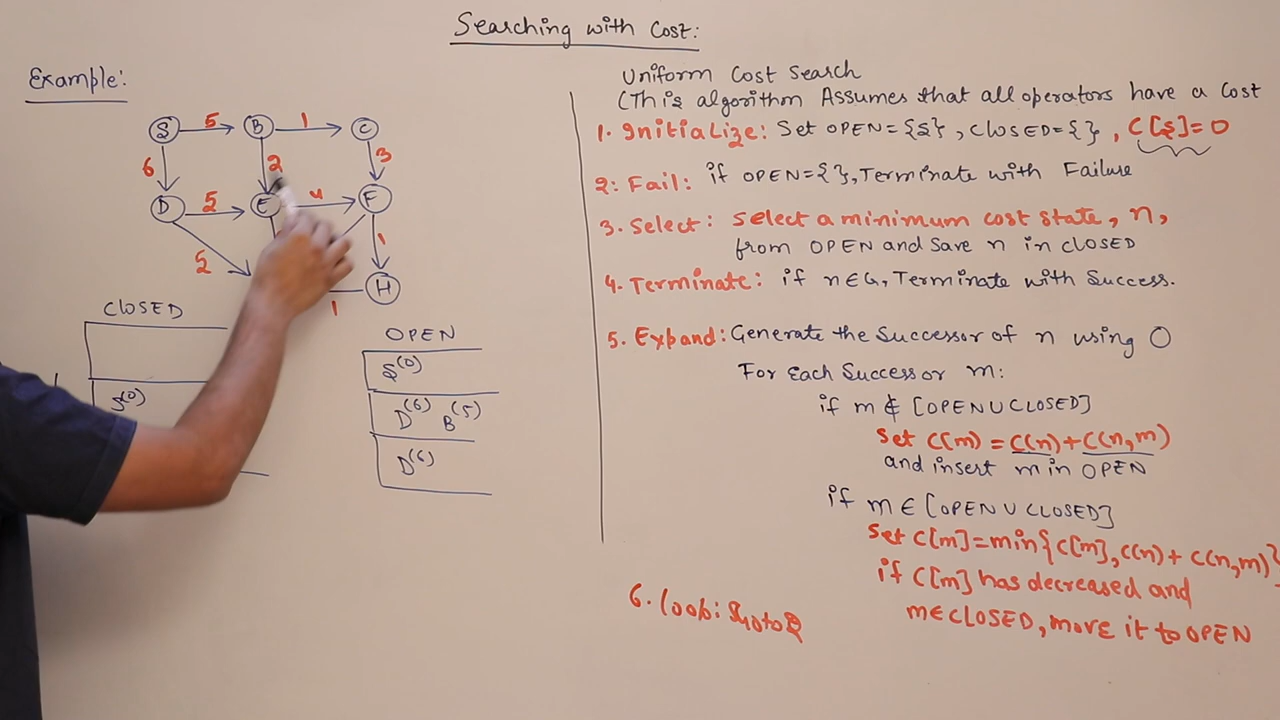 Searching with Cost:
Example:
S 5 B 1 C
6 2 3
D 5 E 4 F
5 1
H
1
CLOSED
S(0)
OPEN
S(0)
D(6) B(5)
D(6)
Uniform Cost Search
(This algorithm Assumes that all operators have a Cost
1. Initialize: Set OPEN={S}, CLOSED={ }, C[S]=0
2: Fail: if OPEN={ }, Terminate with Failure
3. Select: Select a minimum cost state, n,
from OPEN and Save n in CLOSED
4. Terminate: if n∈G, Terminate with Success.
5. Expand: Generate the Successor of n using O
For Each Successor m:
if m ∉ [OPEN U CLOSED]
Set C(m) = C(n)+C(n,m)
and insert m in OPEN
if m ∈ [OPEN U CLOSED]
Set C[m]=min{C[m], C(n)+ C(n,m)}
if C[m] has decreased and
m∈CLOSED, move it to OPEN
6. Loop: Goto 2